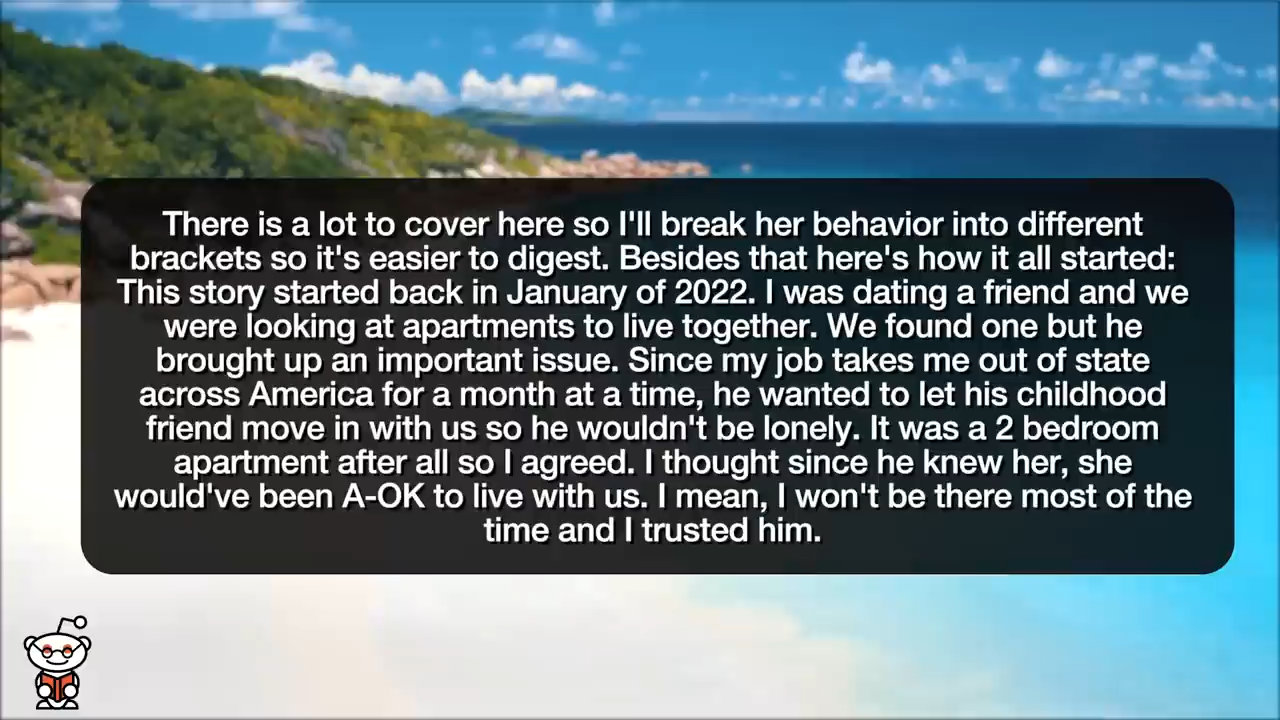 There is a lot to cover here so I'll break her behavior into different
brackets so it's easier to digest. Besides that here's how it all started:
This story started back in January of 2022. I was dating a friend and we
were looking at apartments to live together. We found one but he
brought up an important issue. Since my job takes me out of state
across America for a month at a time, he wanted to let his childhood
friend move in with us so he wouldn't be lonely. It was a 2 bedroom
apartment after all so I agreed. I thought since he knew her, she
would've been A-OK to live with us. I mean, I won't be there most of the
time and I trusted him.